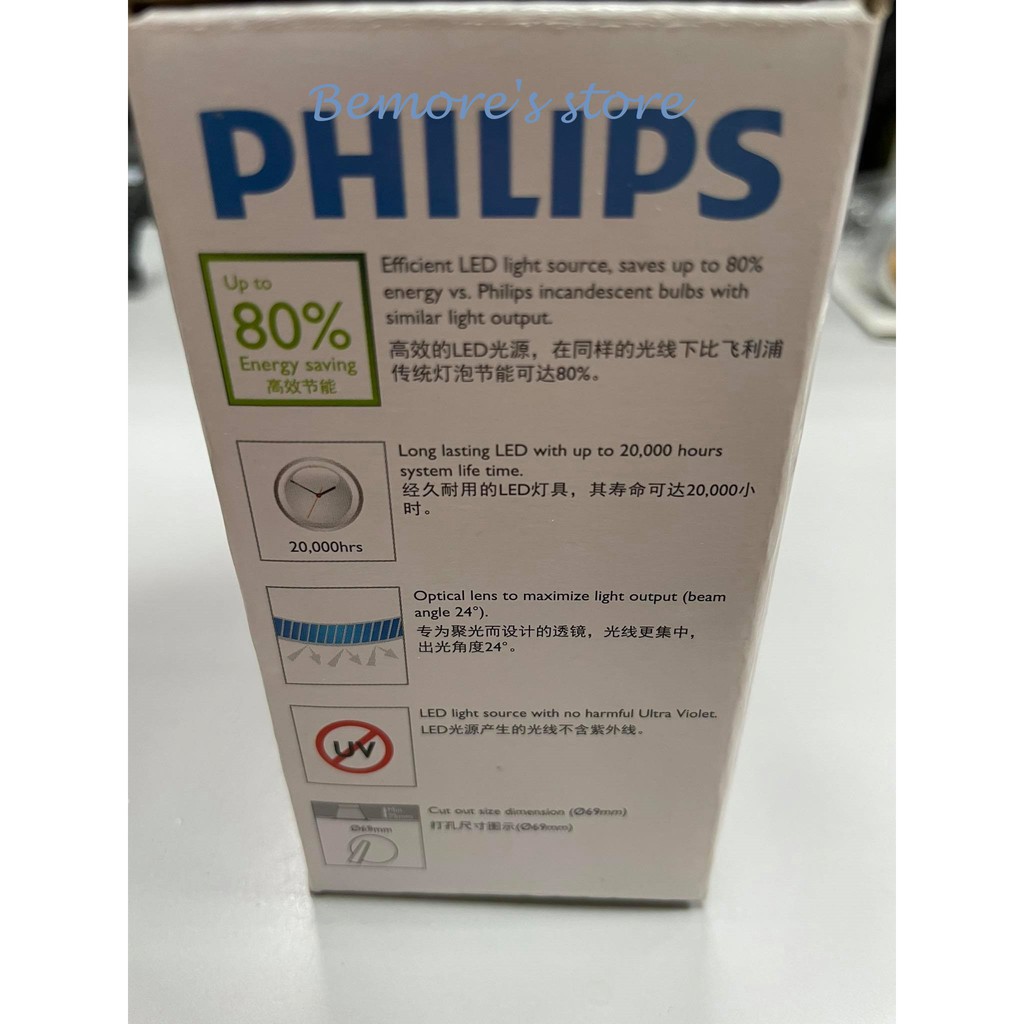 Bemore's store
PHILIPS
Up to
80%
Energy saving
高效节能
Efficient LED light source, saves up to 80%
energy vs. Philips incandescent bulbs with
similar light output.
高效的LED光源，在同样的光线下比飞利浦
传统灯泡节能可达80%。
20,000hrs
Long lasting LED with up to 20,000 hours
system life time.
经久耐用的LED灯具，其寿命可达20,000小
时。
Optical lens to maximize light output (beam
angle 24°).
专为聚光而设计的透镜，光线更集中，
出光角度24°。
UV
LED light source with no harmful Ultra Violet.
LED光源产生的光线不含紫外线。
Ø69mm
Cut out size dimension (Ø69mm)
打孔尺寸图示(Ø69mm)